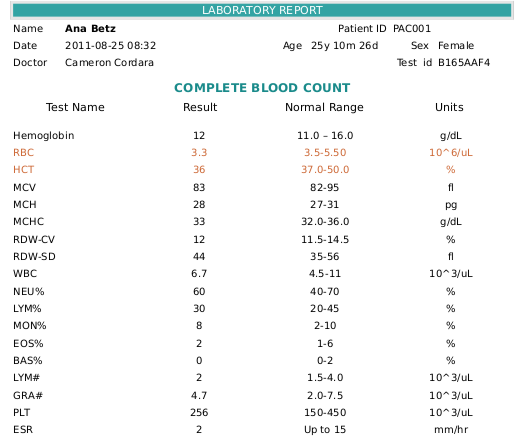 LABORATORY REPORT
Name Ana Betz Patient ID PAC001
Date 2011-08-25 08:32 Age 25y 10m 26d Sex Female
Doctor Cameron Cordara Test id B165AAF4
COMPLETE BLOOD COUNT
Test Name Result Normal Range Units
Hemoglobin 12 11.0 – 16.0 g/dL
RBC 3.3 3.5-5.50 10^6/uL
HCT 36 37.0-50.0 %
MCV 83 82-95 fl
MCH 28 27-31 pg
MCHC 33 32.0-36.0 g/dL
RDW-CV 12 11.5-14.5 %
RDW-SD 44 35-56 fl
WBC 6.7 4.5-11 10^3/uL
NEU% 60 40-70 %
LYM% 30 20-45 %
MON% 8 2-10 %
EOS% 2 1-6 %
BAS% 0 0-2 %
LYM# 2 1.5-4.0 10^3/uL
GRA# 4.7 2.0-7.5 10^3/uL
PLT 256 150-450 10^3/uL
ESR 2 Up to 15 mm/hr